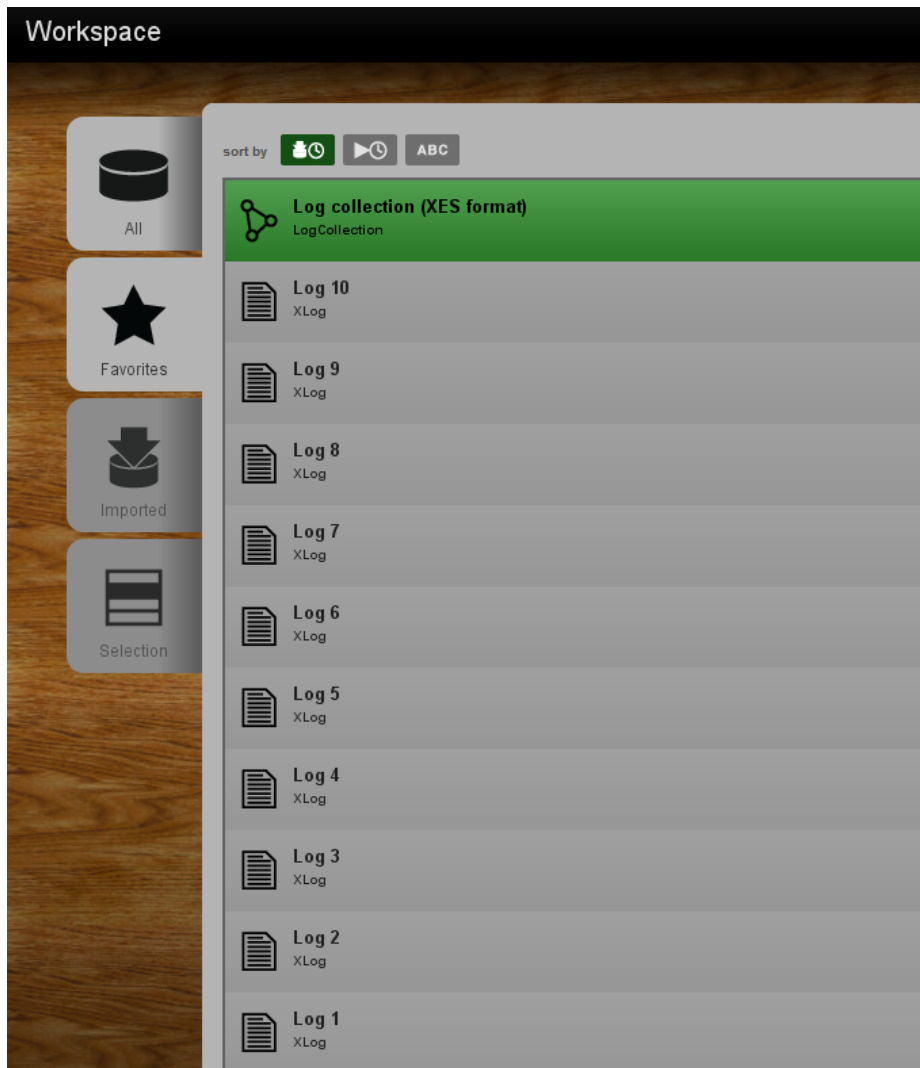 Workspace
sort by ABC
All
Favorites
Imported
Selection
Log collection (XES format)
LogCollection
Log 10
XLog
Log 9
XLog
Log 8
XLog
Log 7
XLog
Log 6
XLog
Log 5
XLog
Log 4
XLog
Log 3
XLog
Log 2
XLog
Log 1
XLog